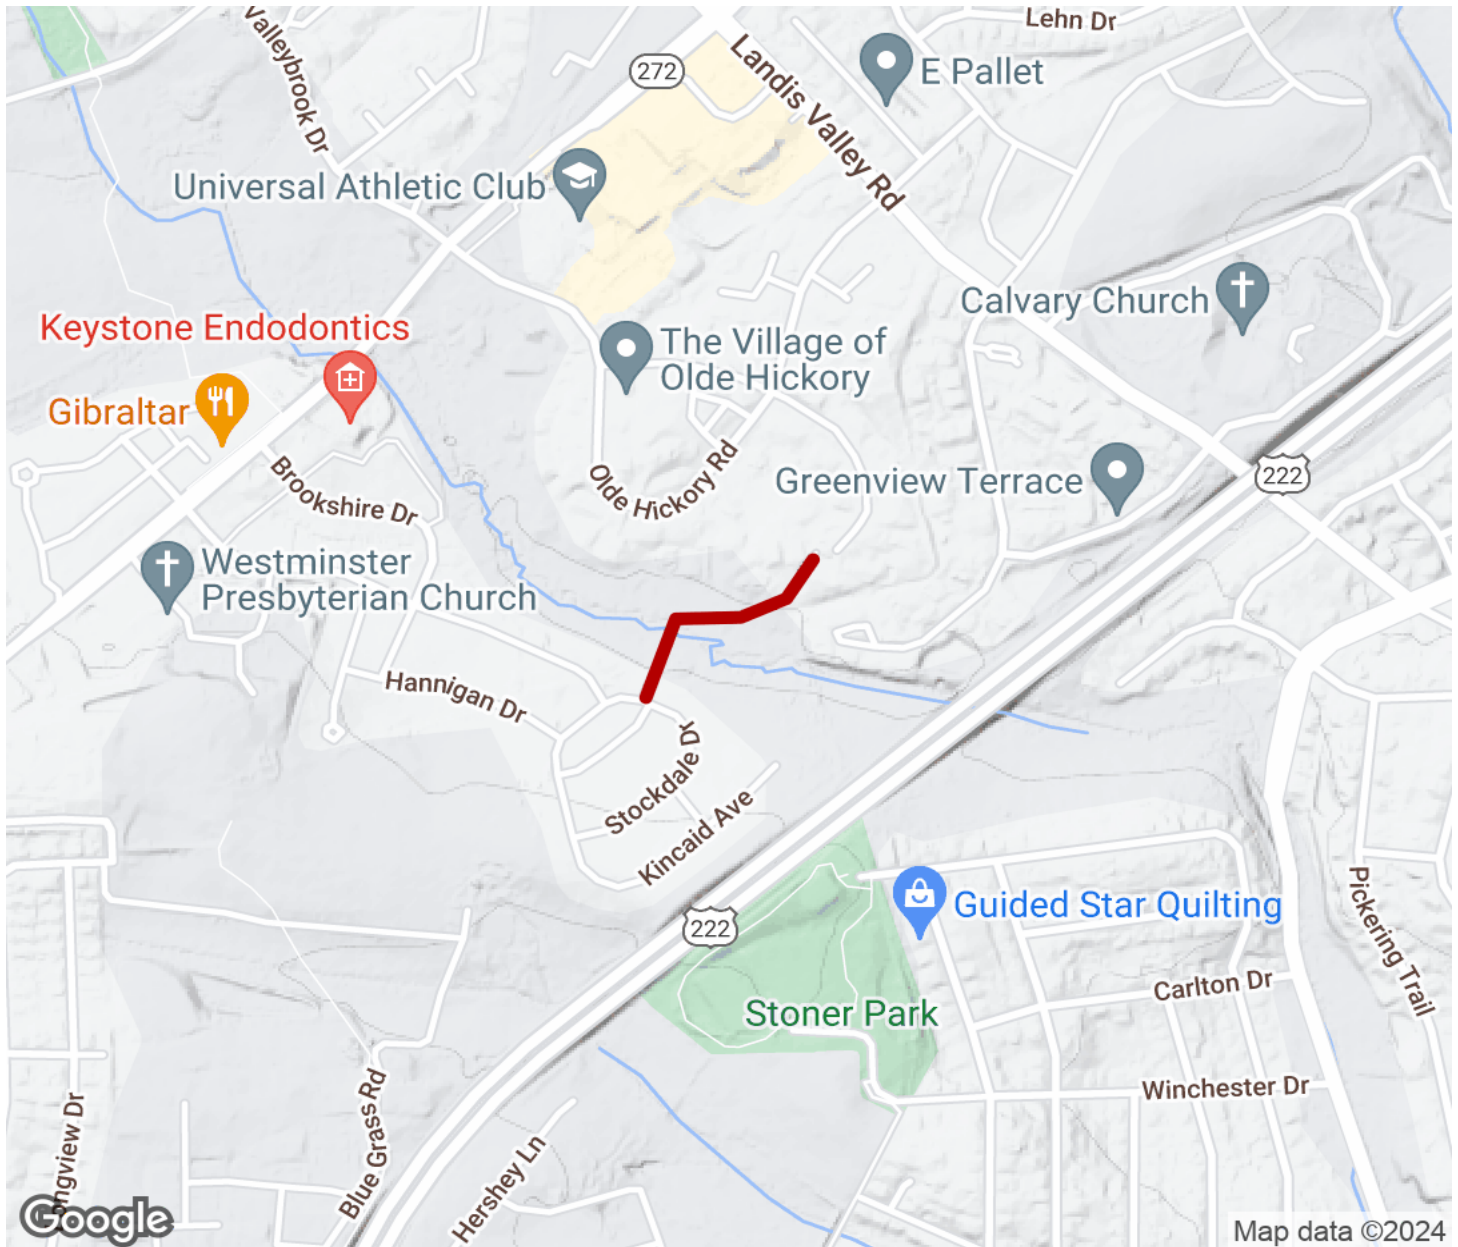 Lehn Dr
Valleybrook Dr
272
Landis Valley Rd
E Pallet
Universal Athletic Club
Calvary Church
Keystone Endodontics
The Village of
Olde Hickory
Gibraltar
Olde Hickory Rd
Greenview Terrace
222
Brookshire Dr
Westminster
Presbyterian Church
Hannigan Dr
Stockdale Dr
Kincaid Ave
222
Guided Star Quilting
Pickering Trail
Carlton Dr
Stoner Park
Winchester Dr
Blue Grass Rd
Hershey Ln
Google
Map data ©2024